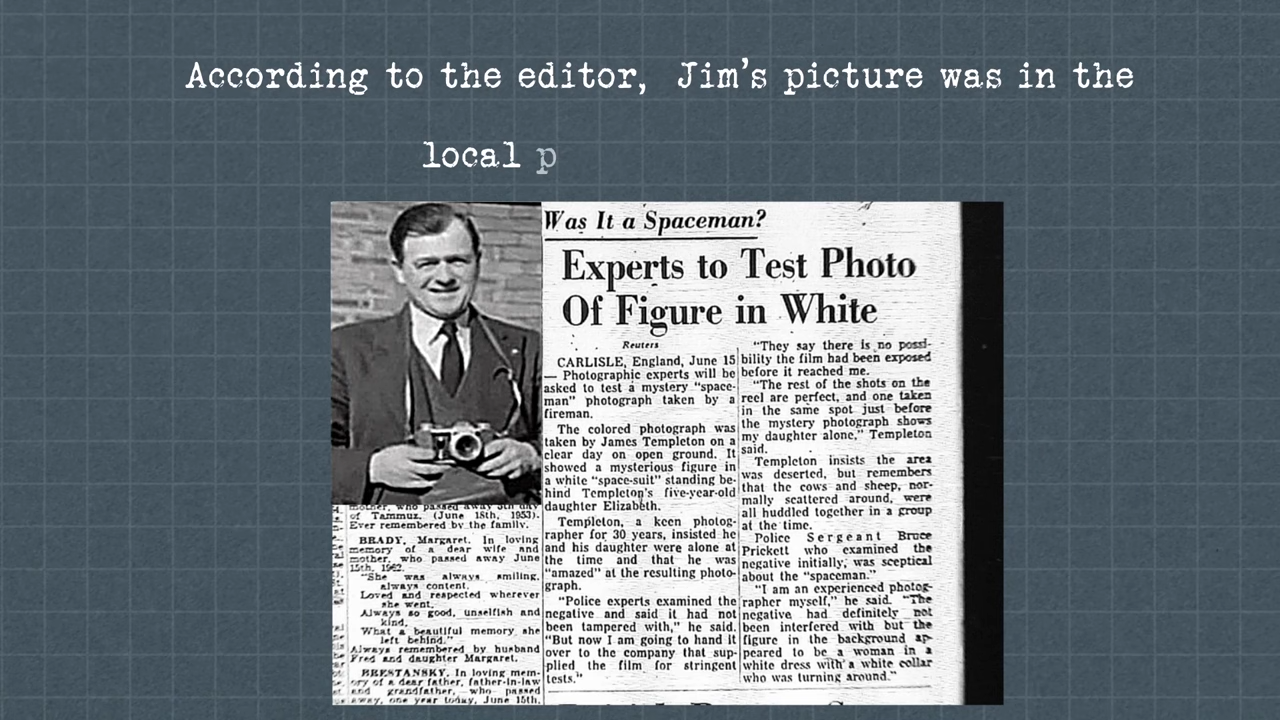 According to the editor, Jim's picture was in the
local p
Was It a Spaceman?
Experts to Test Photo
Of Figure in White
Reuters
CARLISLE, England, June 15
— Photographic experts will be
asked to test a mystery "space-
man" photograph taken by a
fireman.
The colored photograph was
taken by James Templeton on a
clear day on open ground. It
showed a mysterious figure in
a white "space-suit" standing be-
hind Templeton's five-year-old
daughter Elizabeth.
Templeton, a keen photog-
rapher for 30 years, insisted he
and his daughter were alone at
the time and that he was
"amazed" at the resulting photo-
graph.
"Police experts examined the
negative and said it had not
been tampered with," he said.
"But now I am going to hand it
over to the company that sup-
plied the film for stringent
tests."
"They say there is no possi-
bility the film had been exposed
before it reached me.
"The rest of the shots on the
reel are perfect, and one taken
in the same spot just before
the mystery photograph shows
my daughter alone," Templeton
said.
Templeton insists the area
was deserted, but remembers
that the cows and sheep, nor-
mally scattered around, were
all huddled together in a group
at the time.
Police Sergeant Bruce
Prickett who examined the
negative initially, was sceptical
about the "spaceman."
"I am an experienced photog-
rapher myself," he said. "The
negative had definitely not
been interfered with but the
figure in the background ap-
peared to be a woman in a
white dress with a white collar
who was turning around."
mother, who passed away 5th day
of Tammuz. (June 18th, 1953).
Ever remembered by the family.
BRADY, Margaret. In loving
memory of a dear wife and
mother, who passed away June
15th, 1962.
"She was always smiling,
always content,
Loved and respected wherever
she went,
Always so good, unselfish and
kind,
What a beautiful memory she
left behind."
Always remembered by husband
Fred and daughter Margaret.
BRESTANSKY. In loving mem-
ory of a dear father, father-in-law
and grandfather, who passed
away, one year today, June 15th,